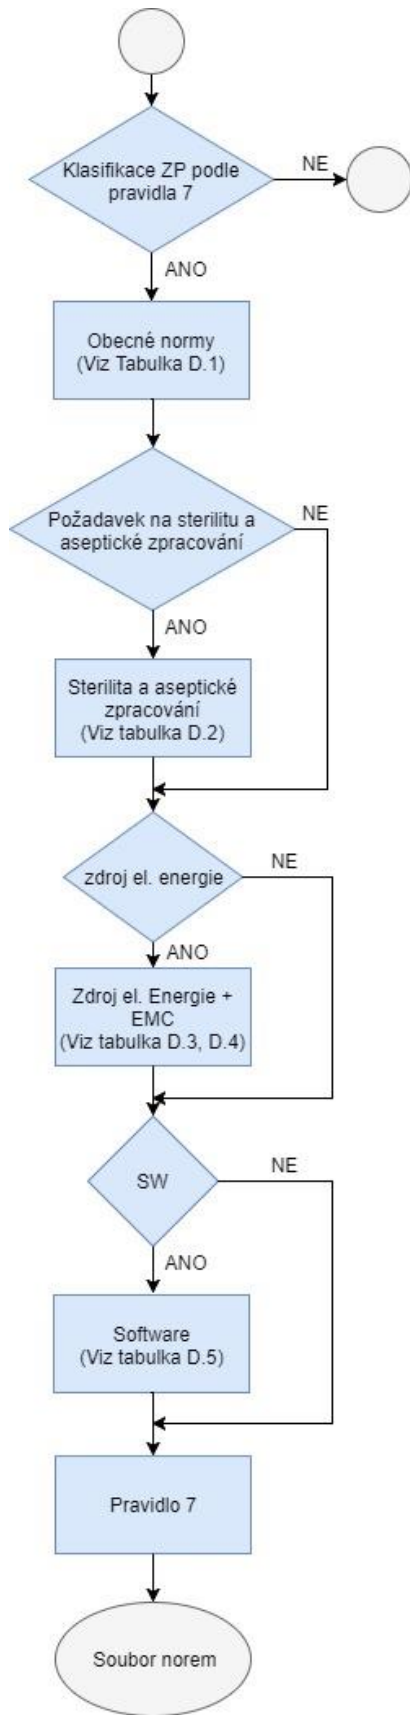 Klasifikace ZP podle
pravidla 7
NE
ANO
Obecné normy
(Viz Tabulka D.1)
Požadavek na sterilitu a
aseptické zpracování
NE
ANO
Sterilita a aseptické
zpracování
(Viz tabulka D.2)
zdroj el. energie
NE
ANO
Zdroj el. Energie +
EMC
(Viz tabulka D.3, D.4)
SW
NE
ANO
Software
(Viz tabulka D.5)
Pravidlo 7
Soubor norem